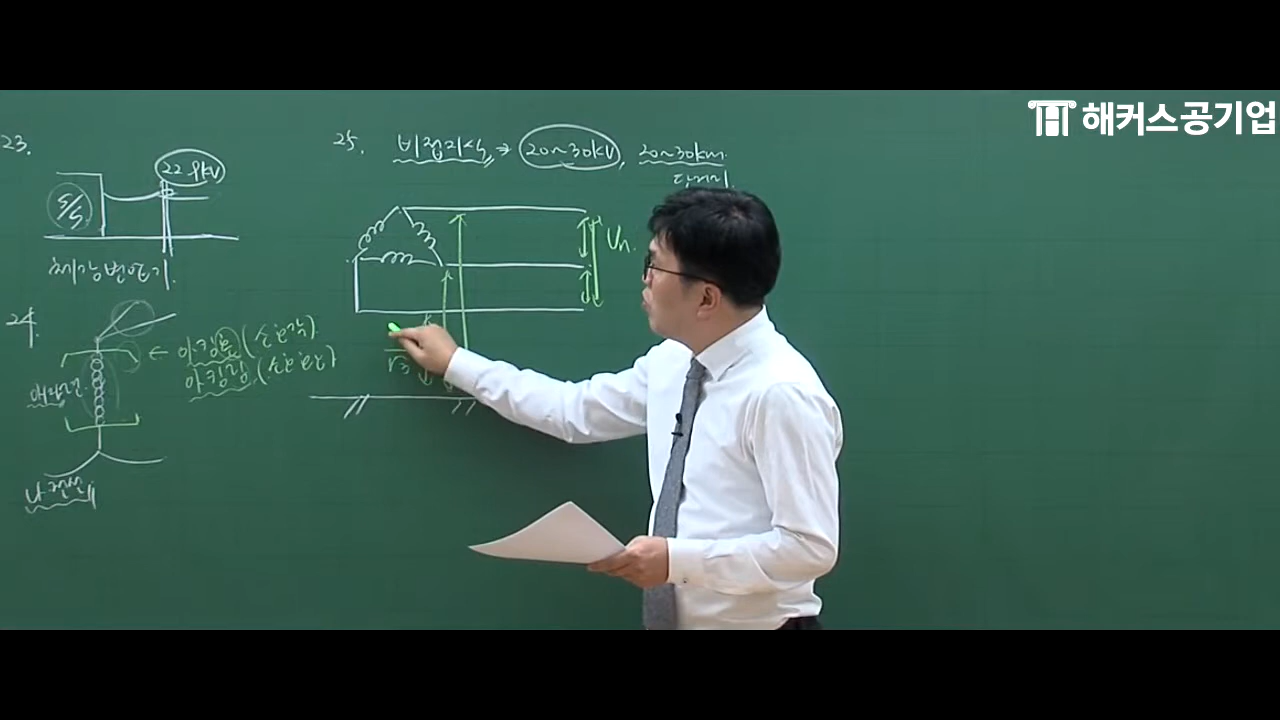 해커스공기업
23.
22.9kV
S/S
체강변압기.
24.
← 아킹혼(소호각).
아킹링(소호환)
애자련.
나전선
25. 비접지식 → 20~30kV, 20~30km.
단거리.
Vn.
√3